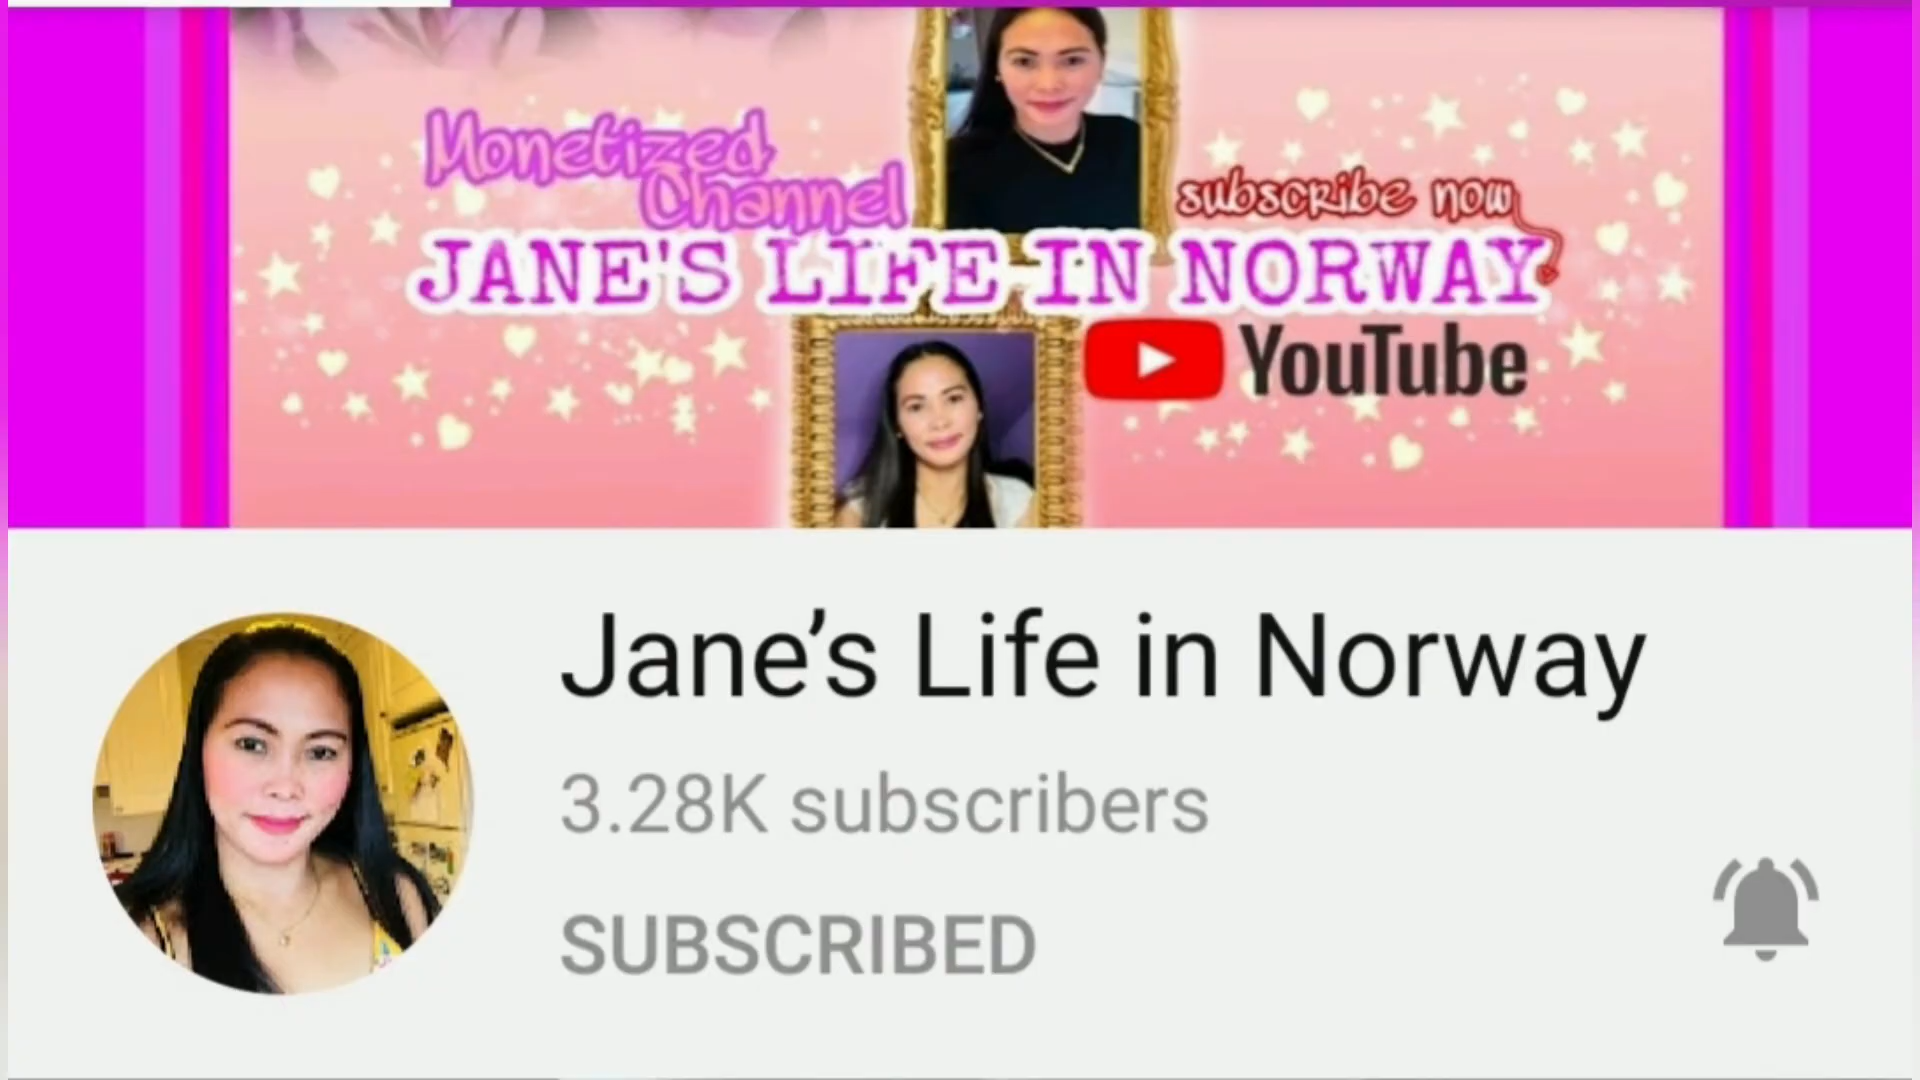 Monetized
Channel
subscribe now
JANE'S LIFE IN NORWAY
YouTube
Jane’s Life in Norway
3.28K subscribers
SUBSCRIBED